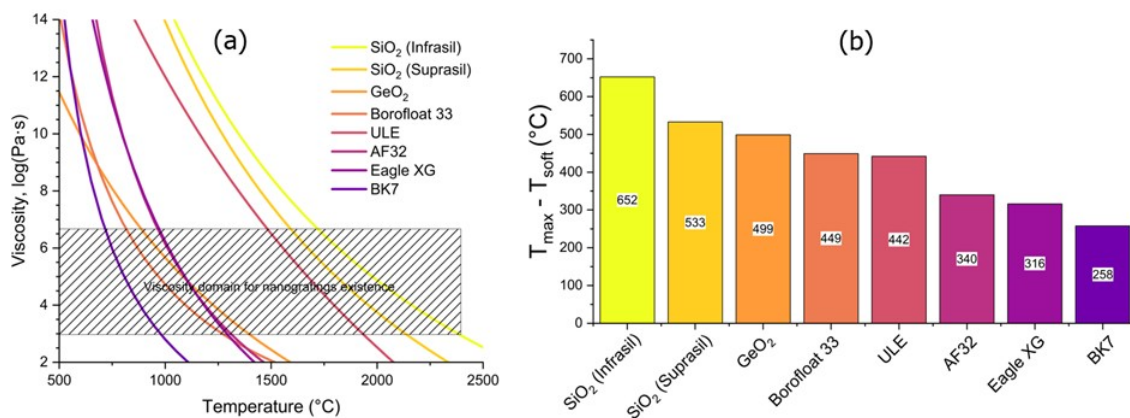 (a)
Viscosity, log(Pa·s)
14
12
10
8
6
4
2
SiO₂ (Infrasil)
SiO₂ (Suprasil)
GeO₂
Borofloat 33
ULE
AF32
Eagle XG
BK7
Viscosity domain for nanogratings existence
500
1000
1500
2000
2500
Temperature (°C)
(b)
T_max - T_soft (°C)
700
650
600
500
400
300
200
100
0
652
533
499
449
442
340
316
258
SiO₂ (Infrasil)
SiO₂ (Suprasil)
GeO₂
Borofloat 33
ULE
AF32
Eagle XG
BK7